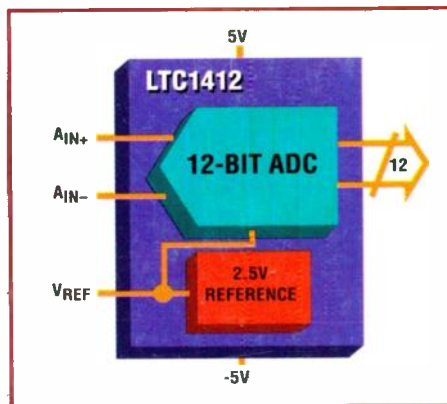 5V
LTC1412
AIN+
12-BIT ADC
12
AIN–
VREF
2.5V
REFERENCE
-5V